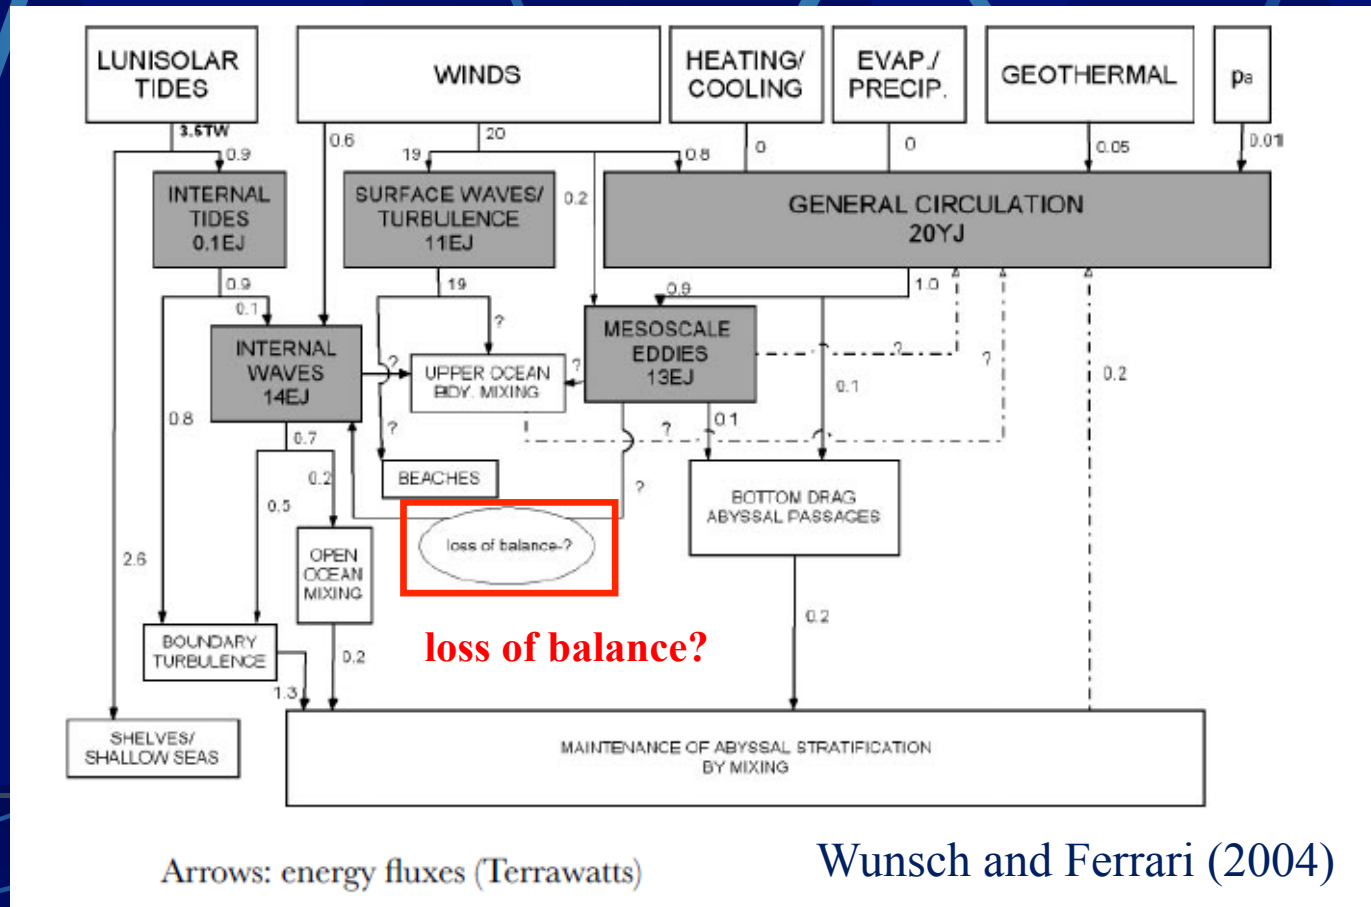 LUNISOLAR
TIDES
WINDS
HEATING/
COOLING
EVAP./
PRECIP.
GEOTHERMAL
pa
3.5TW
0.9
0.6
20
19
0.2
0.8
0
0
0.05
0.01
INTERNAL
TIDES
0.1EJ
SURFACE WAVES/
TURBULENCE
11EJ
GENERAL CIRCULATION
20YJ
0.9
0.1
19
0.9
1.0
INTERNAL
WAVES
14EJ
?
?
UPPER OCEAN
BDY. MIXING
?
MESOSCALE
EDDIES
13EJ
?
?
0.1
0.2
0.8
0.7
?
?
0.1
0.2
0.5
BEACHES
?
BOTTOM DRAG
ABYSSAL PASSAGES
loss of balance-?
OPEN
OCEAN
MIXING
2.6
0.2
loss of balance?
BOUNDARY
TURBULENCE
0.2
1.3
SHELVES/
SHALLOW SEAS
MAINTENANCE OF ABYSSAL STRATIFICATION
BY MIXING
Arrows: energy fluxes (Terrawatts)
Wunsch and Ferrari (2004)